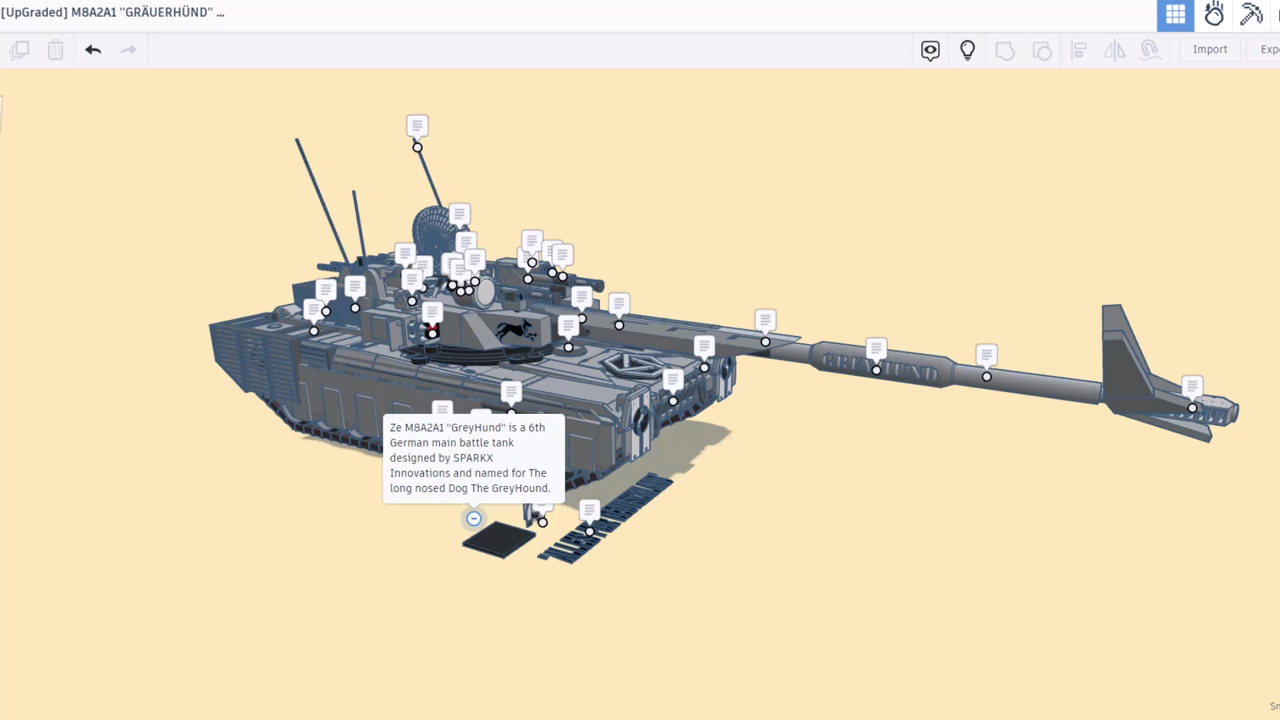 [UpGraded] M8A2A1 "GRÄUERHÜND" ...
Import
GREYHUND
Ze M8A2A1 "GreyHund" is a 6th
German main battle tank
designed by SPARKX
Innovations and named for The
long nosed Dog The GreyHound.